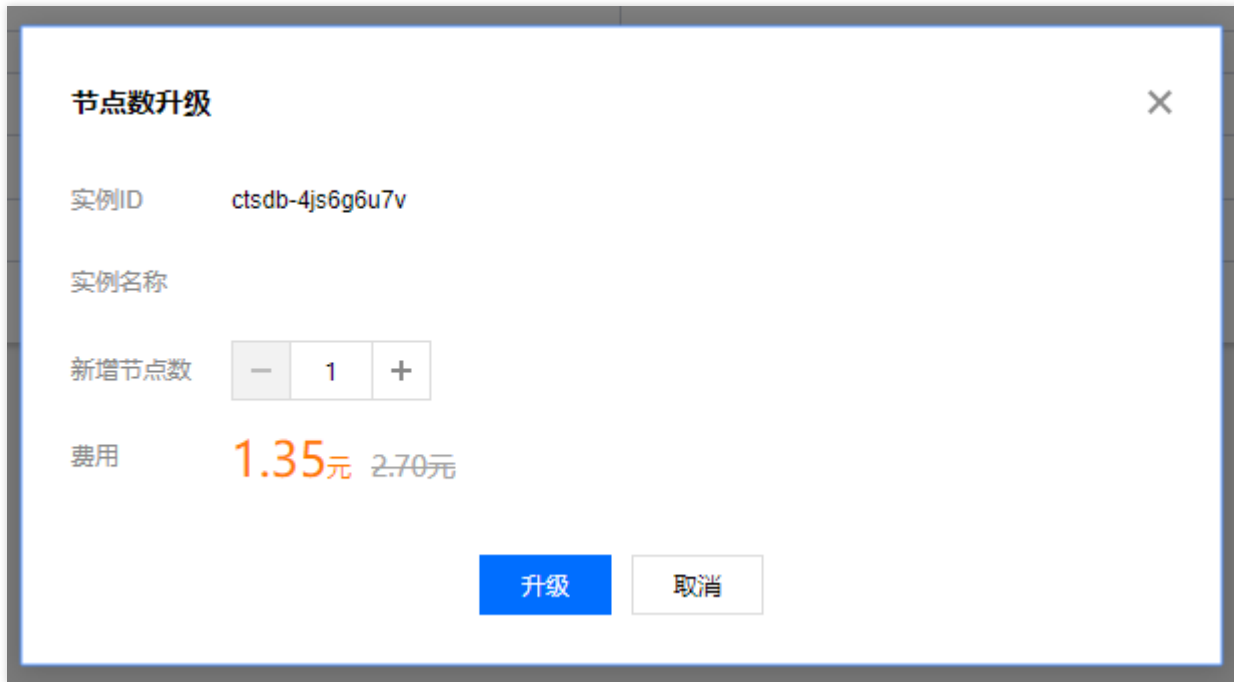 节点数升级
实例ID ctsdb-4js6g6u7v
实例名称
新增节点数 1
费用 1.35元 2.70元
升级 取消